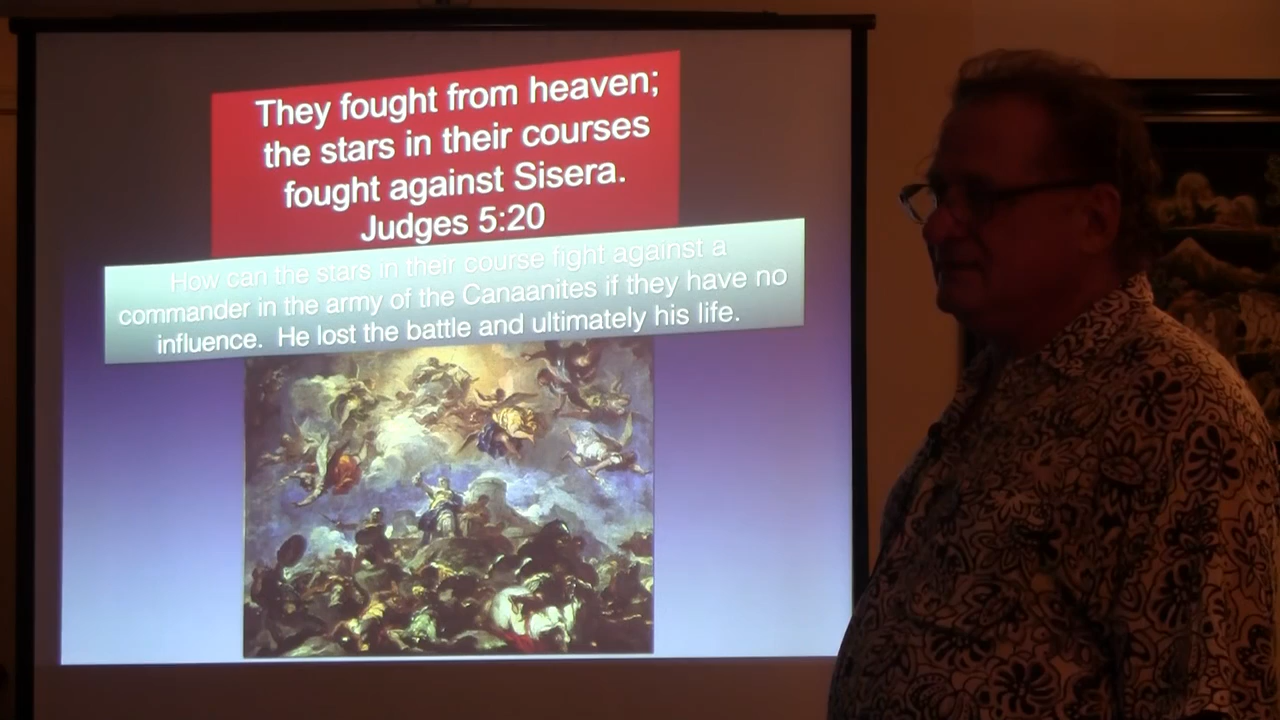 They fought from heaven;
the stars in their courses
fought against Sisera.
Judges 5:20
How can the stars in their course fight against a
commander in the army of the Canaanites if they have no
influence.  He lost the battle and ultimately his life.